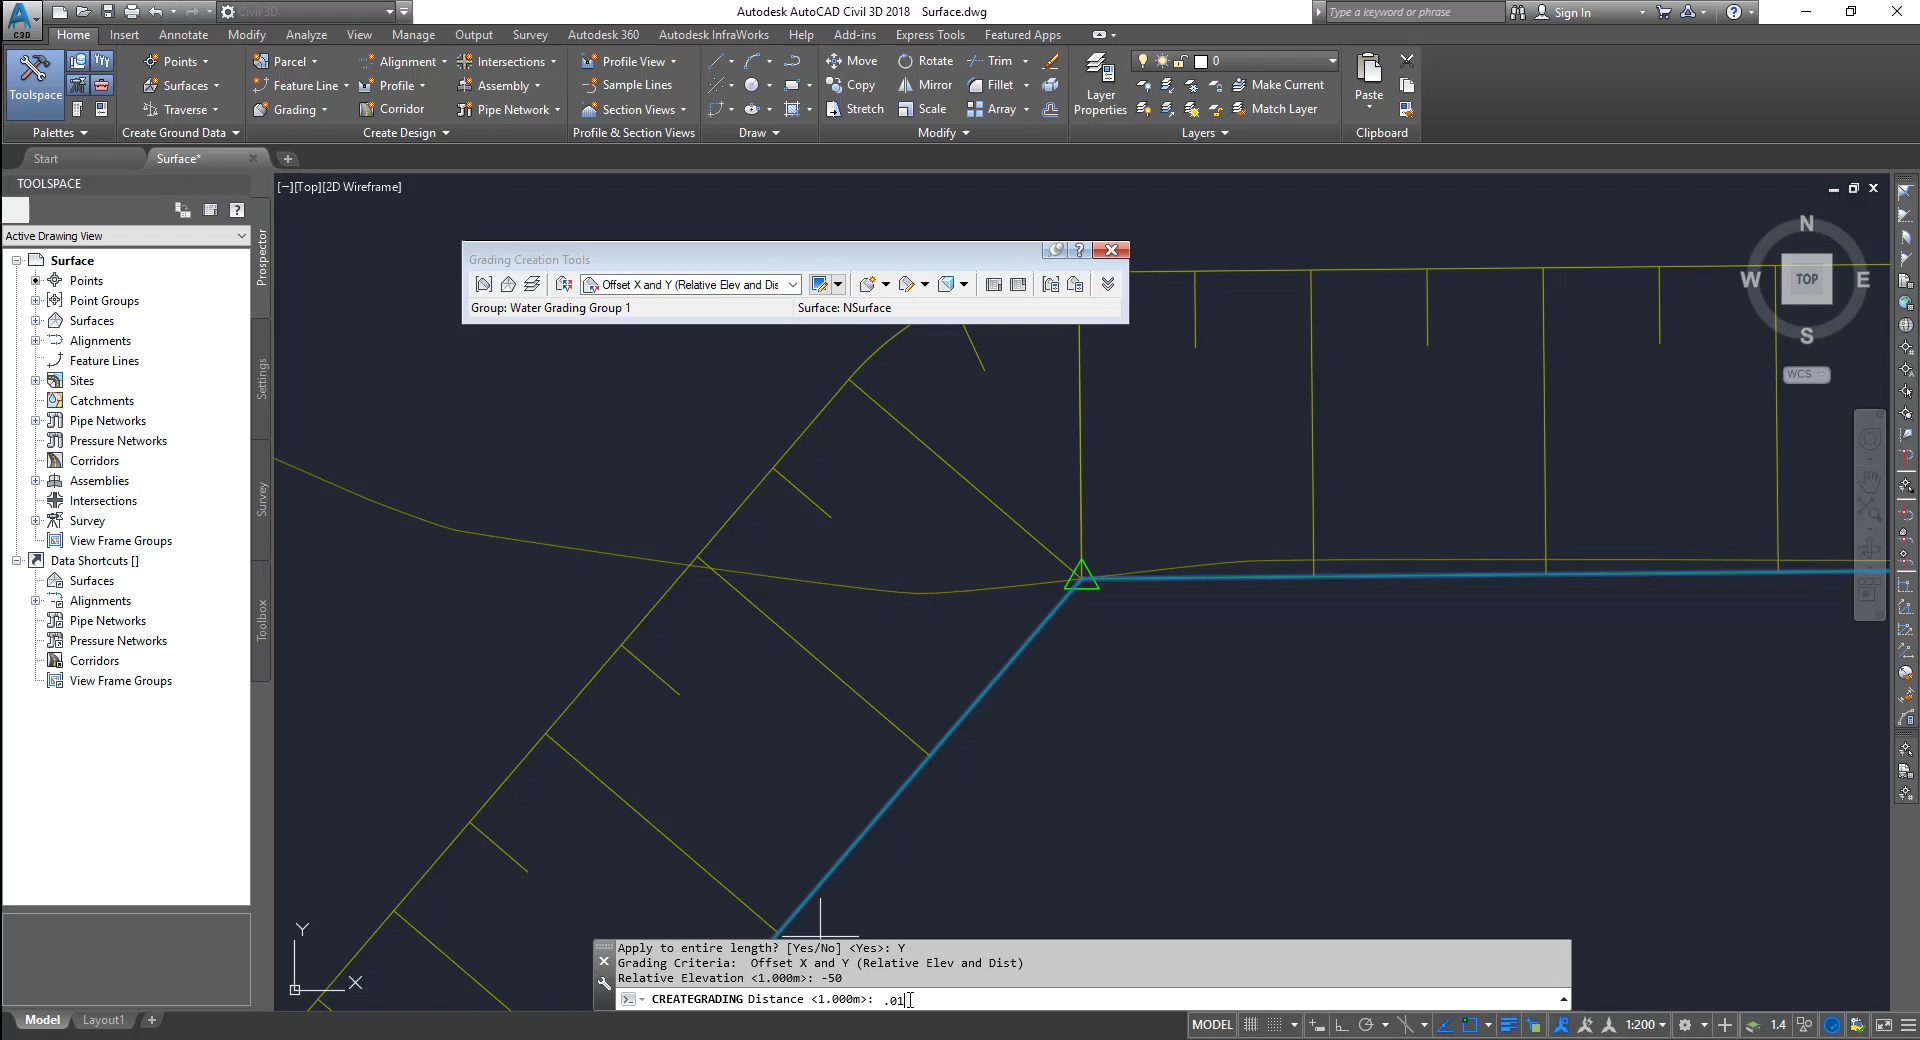 A
C3D
Civil 3D
Autodesk AutoCAD Civil 3D 2018   Surface.dwg
Type a keyword or phrase
Sign In
Home Insert Annotate Modify Analyze View Manage Output Survey Autodesk 360 Autodesk InfraWorks Help Add-ins Express Tools Featured Apps
Toolspace
Points
Surfaces
Traverse
Parcel
Feature Line
Grading
Alignment
Profile
Corridor
Intersections
Assembly
Pipe Network
Profile View
Sample Lines
Section Views
Move
Copy
Stretch
Rotate
Mirror
Scale
Trim
Fillet
Array
Layer
Properties
0
Make Current
Match Layer
Paste
Palettes
Create Ground Data
Create Design
Profile & Section Views
Draw
Modify
Layers
Clipboard
Start
Surface*
TOOLSPACE
Active Drawing View
Surface
Points
Point Groups
Surfaces
Alignments
Feature Lines
Sites
Catchments
Pipe Networks
Pressure Networks
Corridors
Assemblies
Intersections
Survey
View Frame Groups
Data Shortcuts []
Surfaces
Alignments
Pipe Networks
Pressure Networks
Corridors
View Frame Groups
Prospector
Settings
Survey
Toolbox
[−][Top][2D Wireframe]
Grading Creation Tools
Offset X and Y (Relative Elev and Dis
Group: Water Grading Group 1
Surface: NSurface
N
W
TOP
E
S
WCS
Y
X
Apply to entire length? [Yes/No] <Yes>: Y
Grading Criteria:  Offset X and Y (Relative Elev and Dist)
Relative Elevation <1.000m>: -50
CREATEGRADING Distance <1.000m>: .01
Model
Layout1
MODEL
1:200
1.4